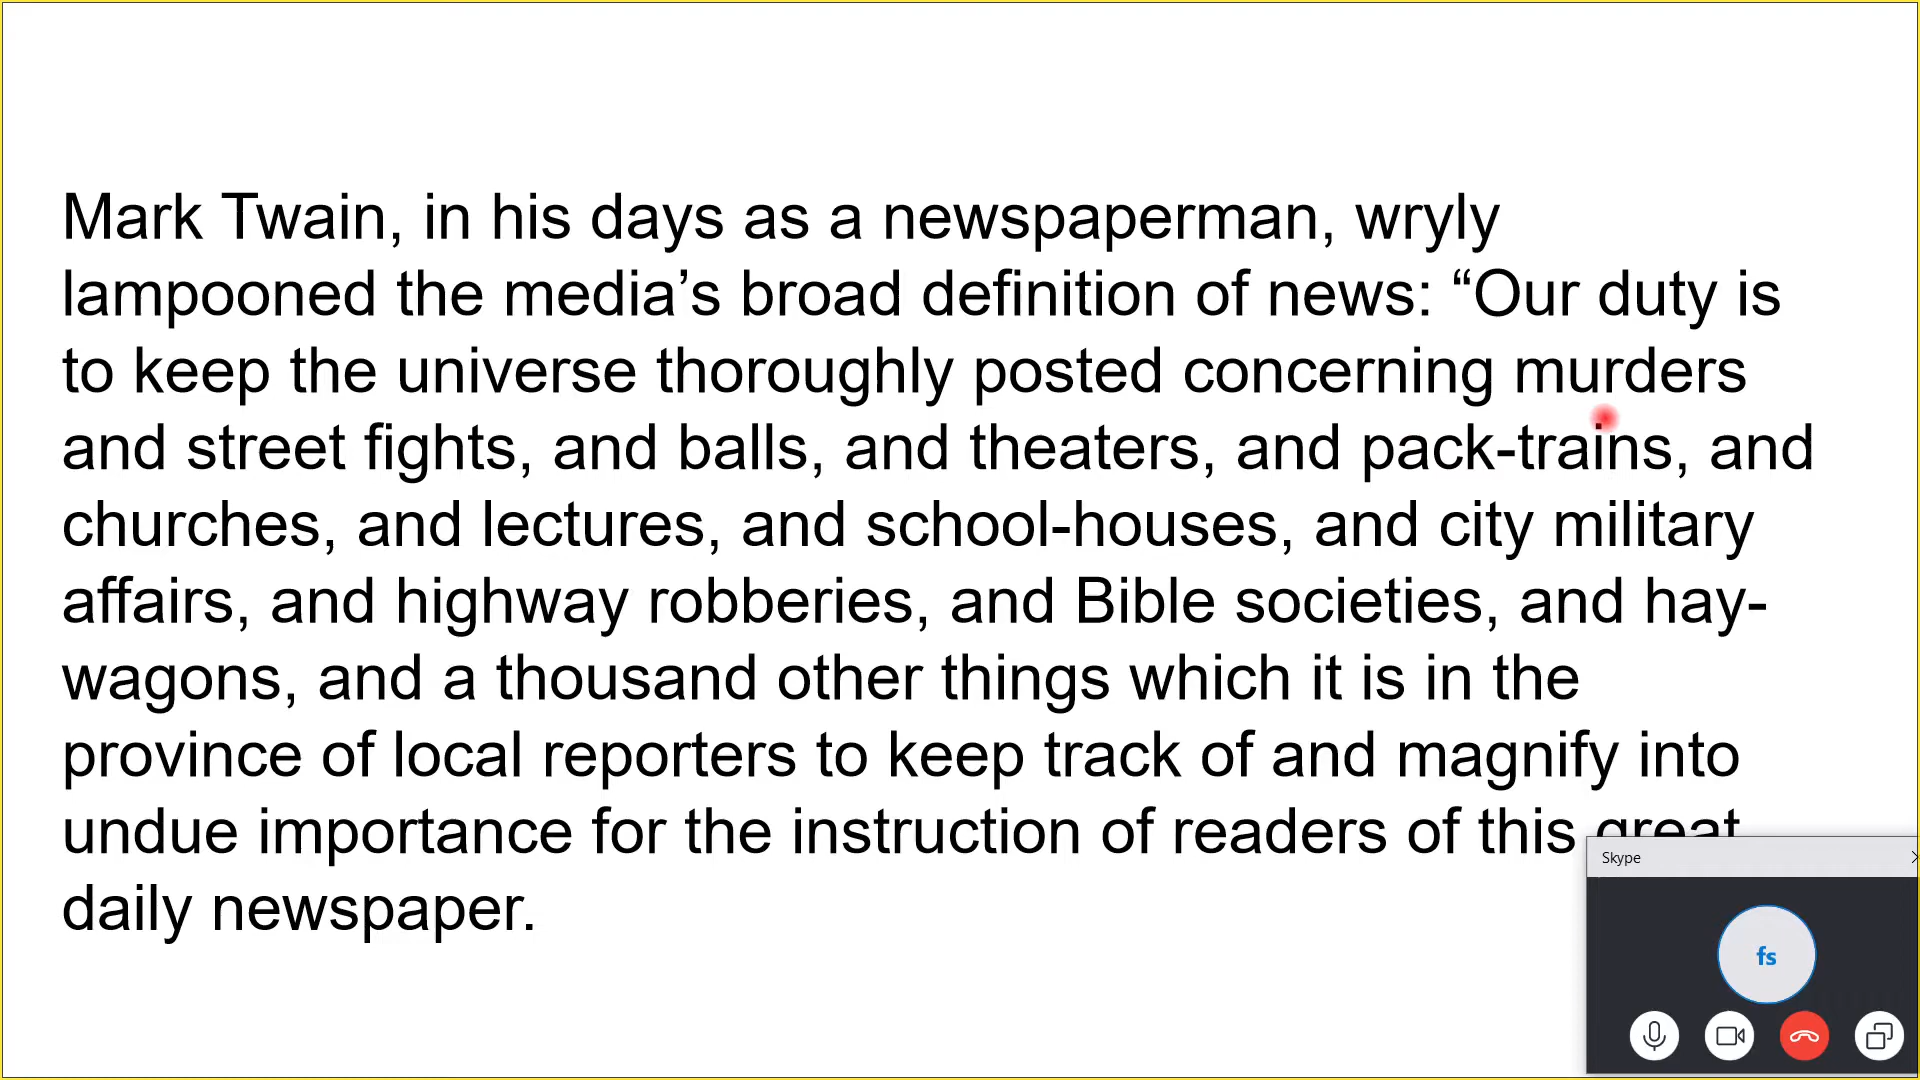 Mark Twain, in his days as a newspaperman, wryly
lampooned the media’s broad definition of news: “Our duty is
to keep the universe thoroughly posted concerning murders
and street fights, and balls, and theaters, and pack-trains, and
churches, and lectures, and school-houses, and city military
affairs, and highway robberies, and Bible societies, and hay-
wagons, and a thousand other things which it is in the
province of local reporters to keep track of and magnify into
undue importance for the instruction of readers of this great
daily newspaper.
Skype
fs